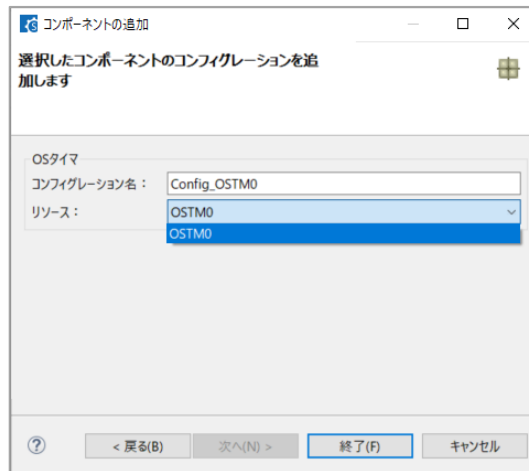 コンポーネントの追加
選択したコンポーネントのコンフィグレーションを追
加します
OSタイマ
コンフィグレーション名：
Config_OSTM0
リソース：
OSTM0
OSTM0
< 戻る(B)
次へ(N) >
終了(F)
キャンセル